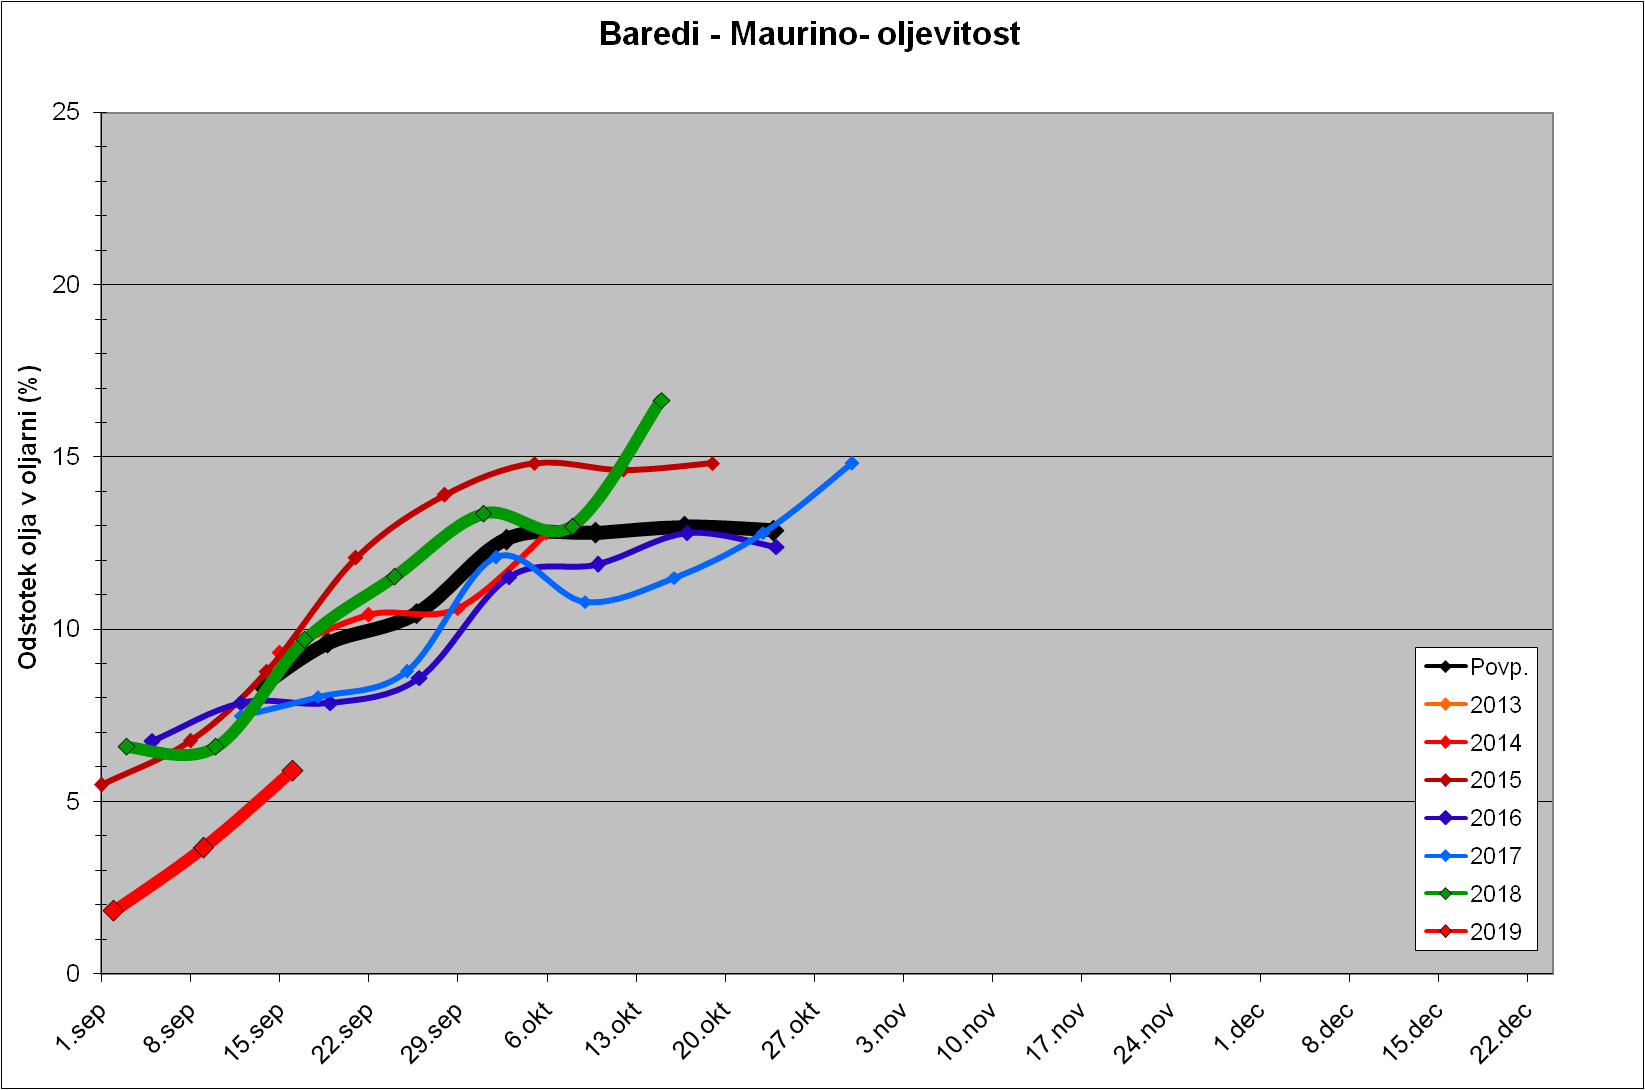 Baredi - Maurino- oljevitost
Odstotek olja v oljarni (%)
25
20
15
10
5
0
1.sep
8.sep
15.sep
22.sep
29.sep
6.okt
13.okt
20.okt
27.okt
3.nov
10.nov
17.nov
24.nov
1.dec
8.dec
15.dec
22.dec
Povp.
2013
2014
2015
2016
2017
2018
2019